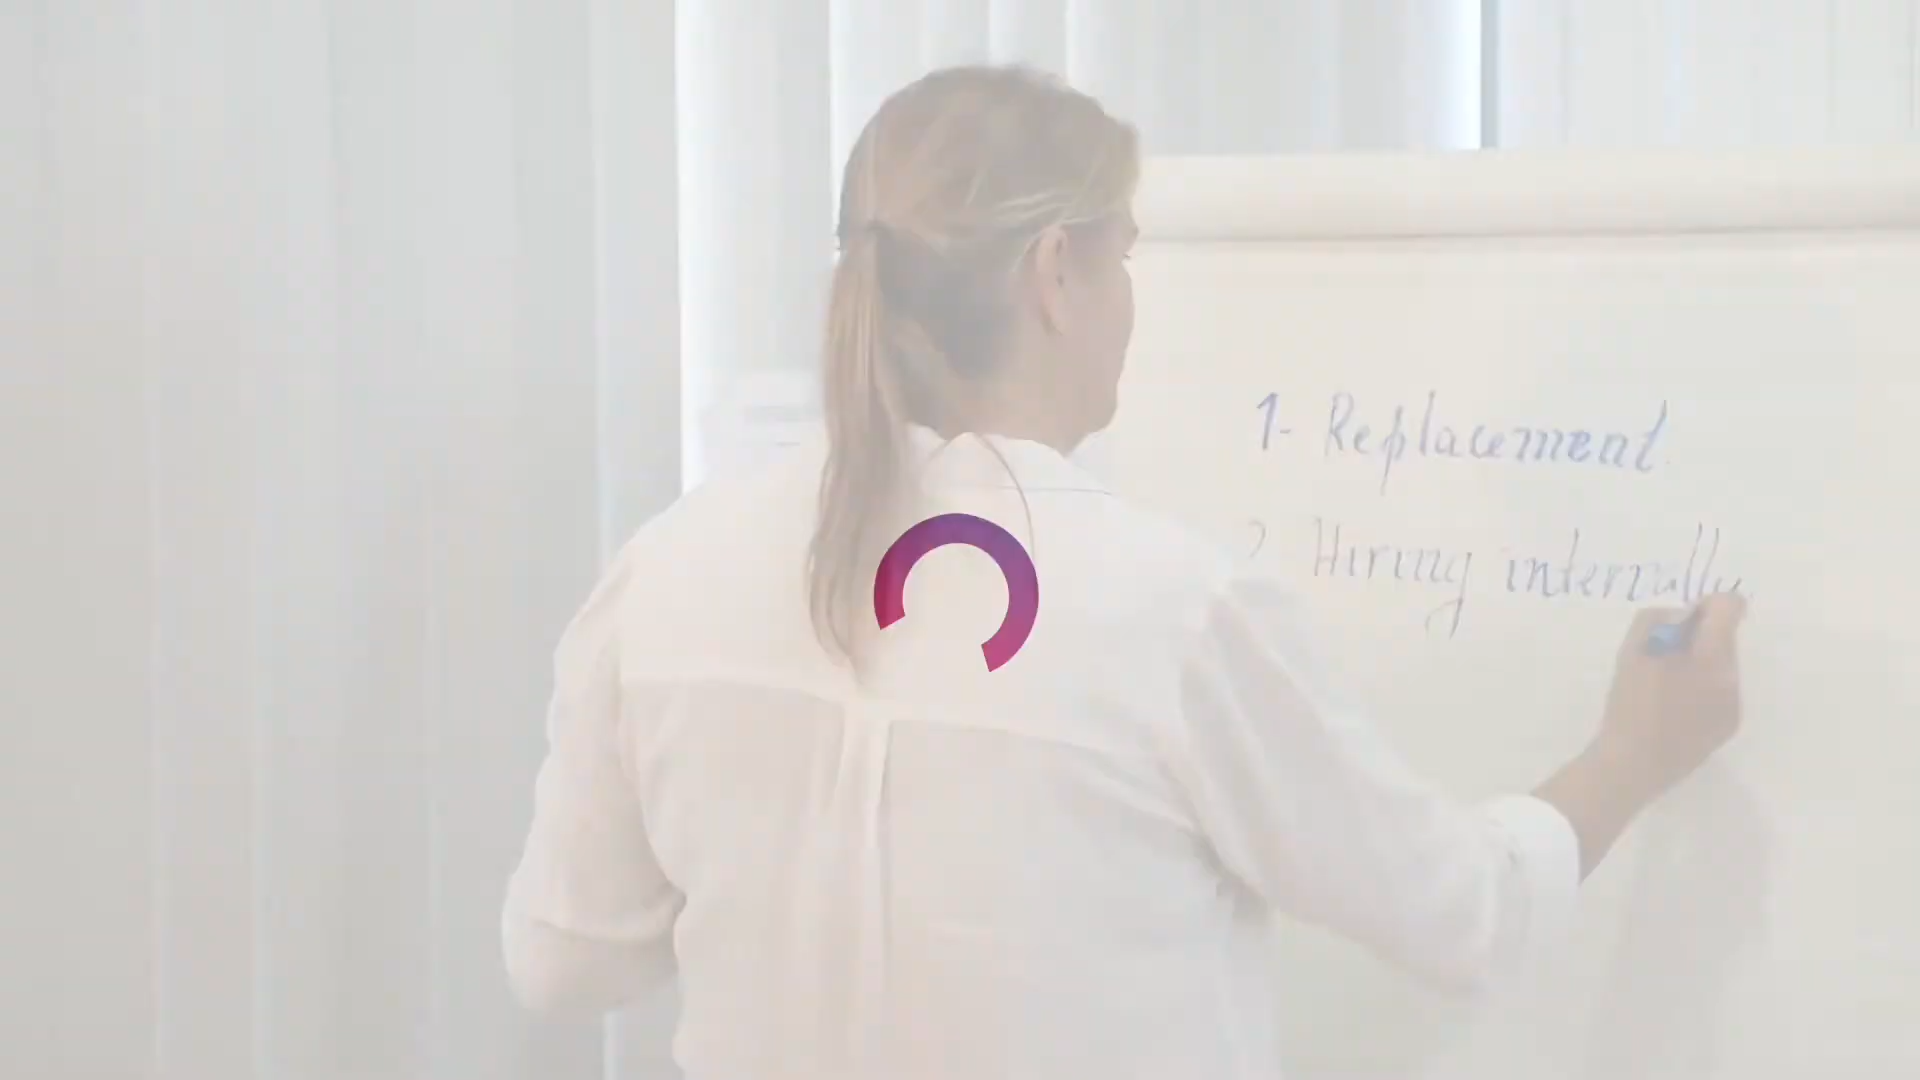 1- Replacement.
2 Hiring internally.